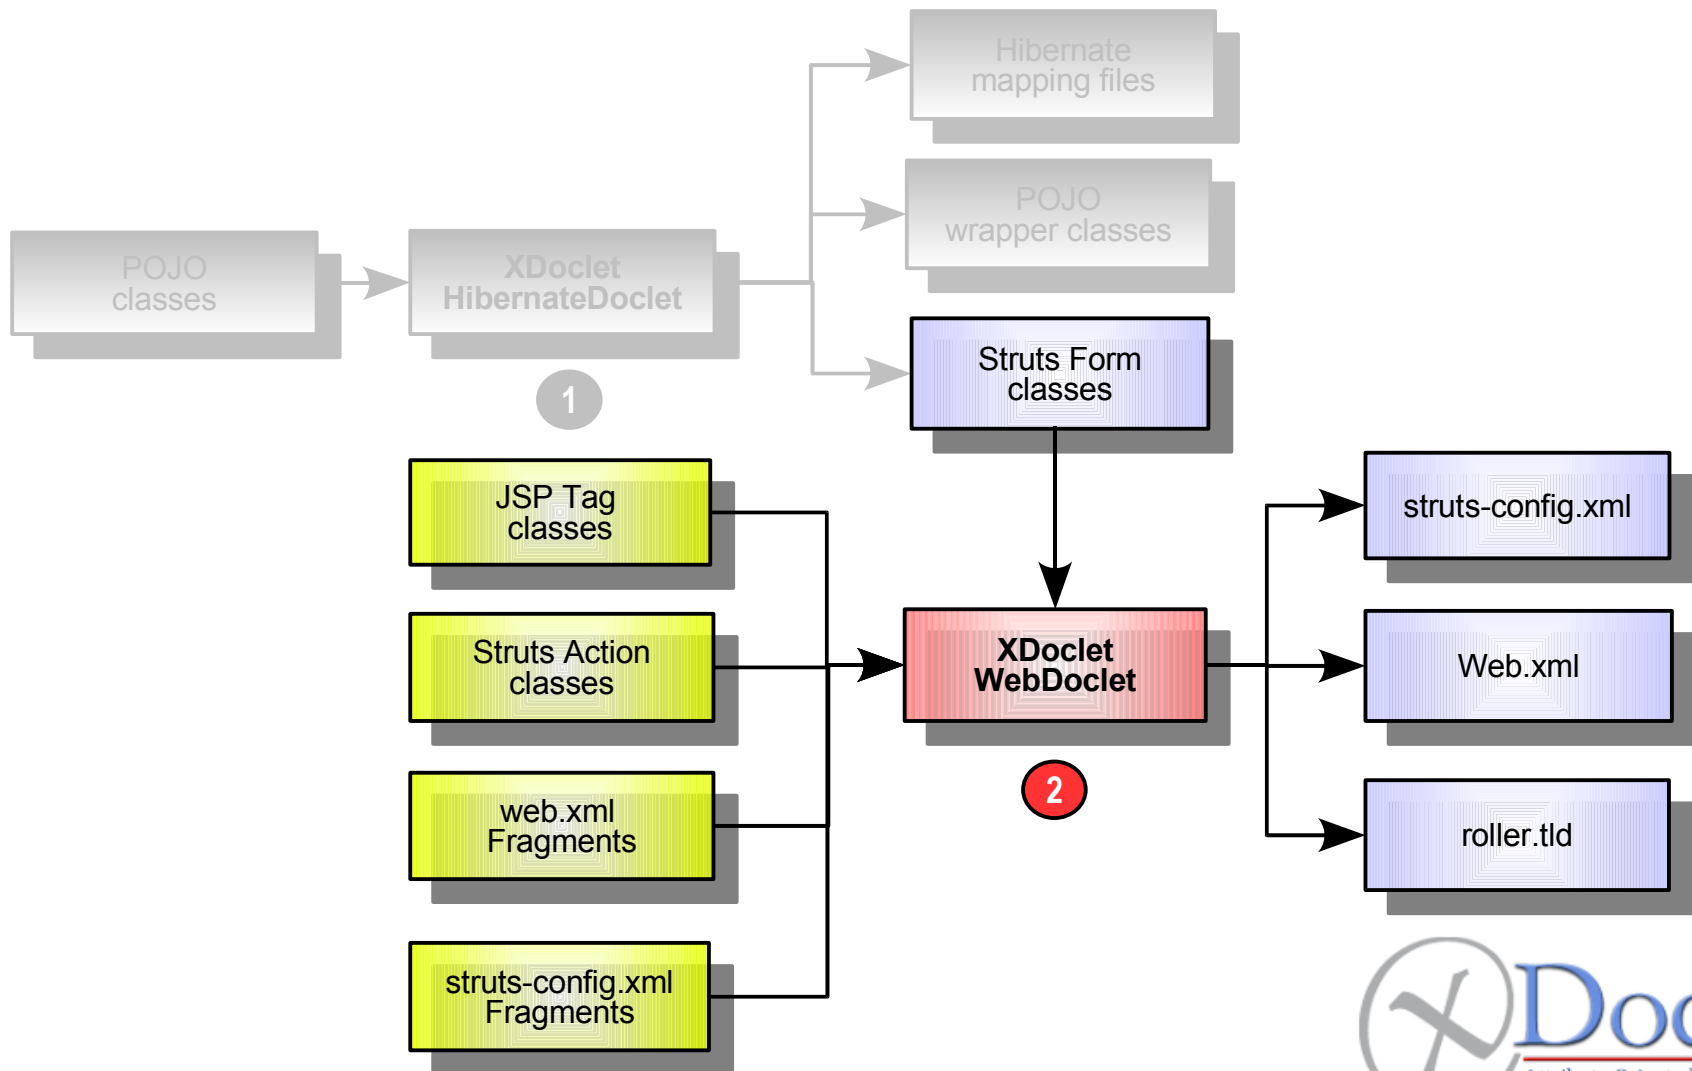 Hibernate
mapping files
POJO
wrapper classes
POJO
classes
XDoclet
HibernateDoclet
1
Struts Form
classes
JSP Tag
classes
Struts Action
classes
web.xml
Fragments
struts-config.xml
Fragments
XDoclet
WebDoclet
2
struts-config.xml
Web.xml
roller.tld
XDoc